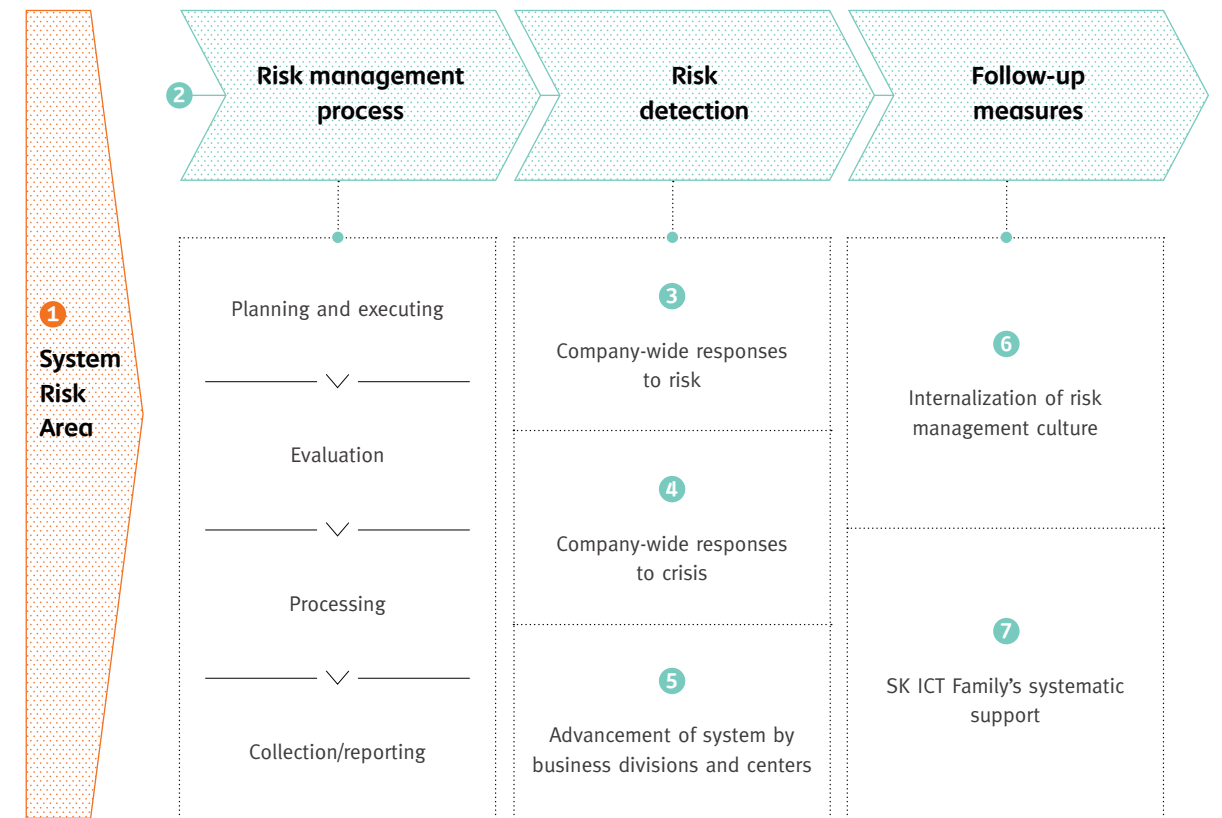 1
System
Risk
Area
2
Risk management
process
Risk
detection
Follow-up
measures
Planning and executing
Evaluation
Processing
Collection/reporting
3
Company-wide responses
to risk
4
Company-wide responses
to crisis
5
Advancement of system by
business divisions and centers
6
Internalization of risk
management culture
7
SK ICT Family’s systematic
support